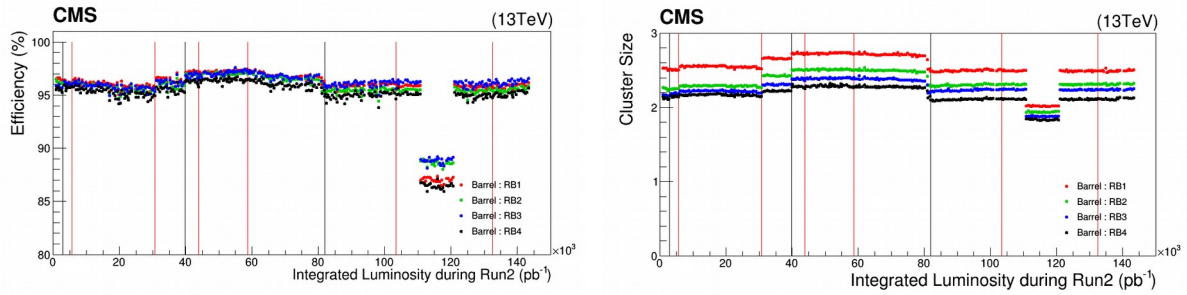 CMS
(13TeV)
Efficiency (%)
100
95
90
85
80
Barrel : RB1
Barrel : RB2
Barrel : RB3
Barrel : RB4
0 20 40 60 80 100 120 140
×10³
Integrated Luminosity during Run2 (pb⁻¹)
CMS
(13TeV)
Cluster Size
3
2
1
0
Barrel : RB1
Barrel : RB2
Barrel : RB3
Barrel : RB4
0 20 40 60 80 100 120 140
×10³
Integrated Luminosity during Run2 (pb⁻¹)